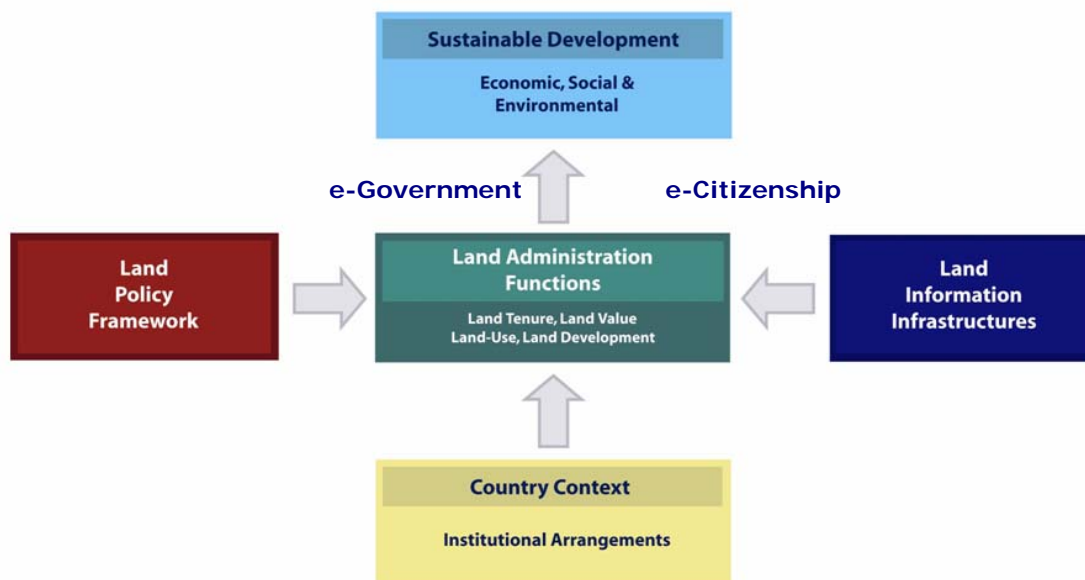 Sustainable Development
Economic, Social &
Environmental
e-Government
e-Citizenship
Land
Policy
Framework
Land Administration
Functions
Land Tenure, Land Value
Land-Use, Land Development
Land
Information
Infrastructures
Country Context
Institutional Arrangements